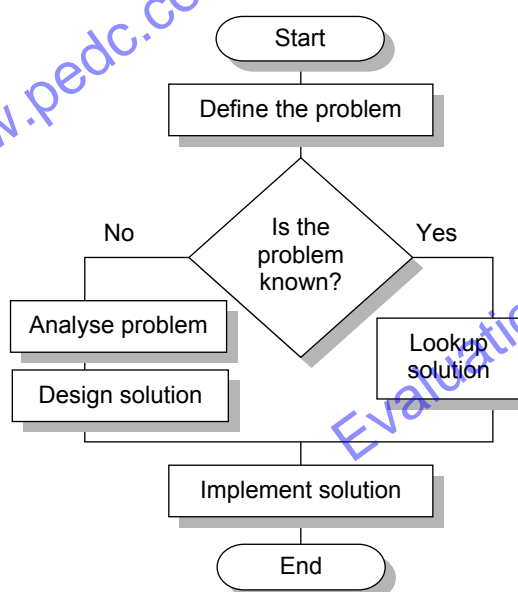 w.pedc.co
Start
Define the problem
Is the
problem
known?
No
Yes
Analyse problem
Design solution
Lookup
solution
Evaluatio
Implement solution
End